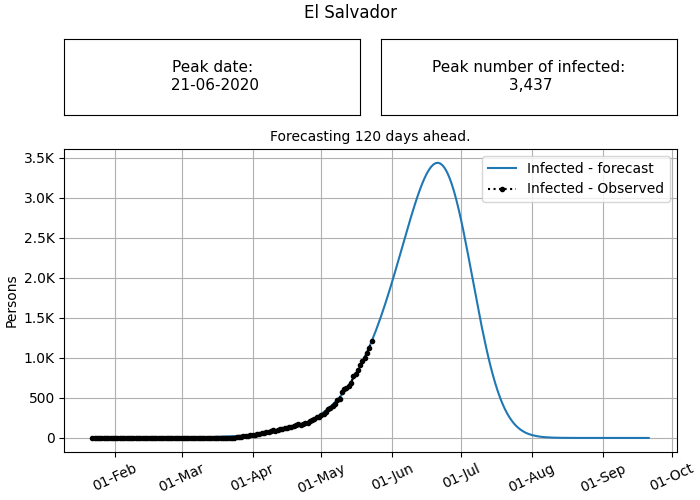 El Salvador
Peak date:
21-06-2020
Peak number of infected:
3,437
Forecasting 120 days ahead.
3.5K
3.0K
2.5K
2.0K
1.5K
1.0K
500
0
Persons
Infected - forecast
Infected - Observed
01-Feb
01-Mar
01-Apr
01-May
01-Jun
01-Jul
01-Aug
01-Sep
01-Oct